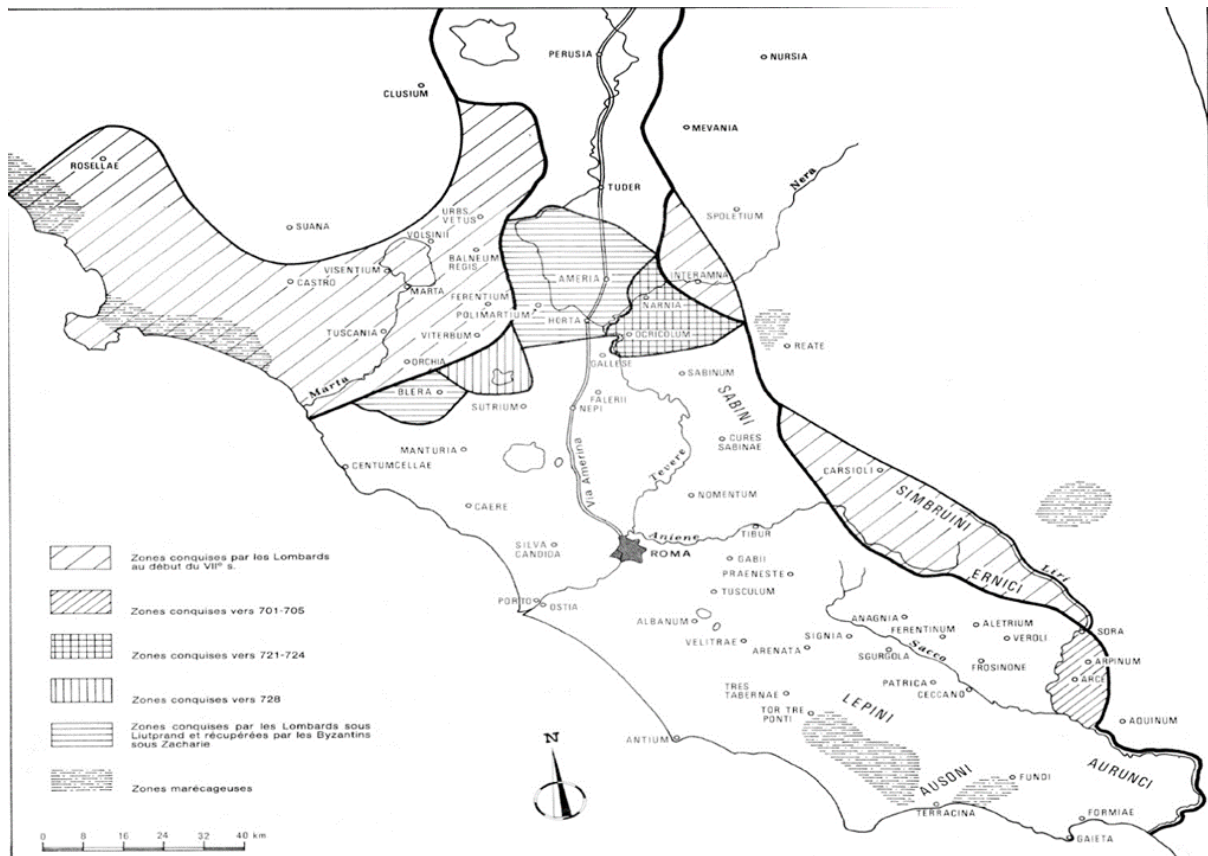 PERUSIA
NURSIA
CLUSIUM
MEVANIA
ROSELLAE
TUDER
Nera
URBS
VETUS
SPOLETIUM
SUANA
VOLSINII
BALNEUM
REGIS
VISENTIUM
CASTRO
MARTA
AMERIA
INTERAMNA
FERENTIUM
NARNIA
POLIMARTIUM
HORTA
TUSCANIA
VITERBUM
OCRICOLUM
REATE
ORCHIA
GALLESE
SABINUM
Marta
BLERA
FALERII
SUTRIUM
NEPI
SABINI
CURES
SABINAE
MANTURIA
CENTUMCELLAE
Via Amerina
Tevere
CARSIOLI
SIMBRUINI
NOMENTUM
CAERE
Aniene
TIBUR
SILVA
CANDIDA
ROMA
GABII
Liri
PRAENESTE
ERNICI
TUSCULUM
PORTO
OSTIA
ALBANUM
ANAGNIA
FERENTINUM
ALETRIUM
SORA
VELITRAE
SIGNIA
VEROLI
ARENATA
SGURGOLA
Sacco
FROSINONE
ARPINUM
ARCE
PATRICA
CECCANO
TRES
TABERNAE
LEPINI
TOR TRE
PONTI
AQUINUM
ANTIUM
AUSONI
FUNDI
AURUNCI
TERRACINA
FORMIAE
GAIETA
Zones conquises par les Lombards
au début du VIIe s.
Zones conquises vers 701-705
Zones conquises vers 721-724
Zones conquises vers 728
Zones conquises par les Lombards sous
Liutprand et récupérées par les Byzantins
sous Zacharie
Zones marécageuses
N
0 8 16 24 32 40 km